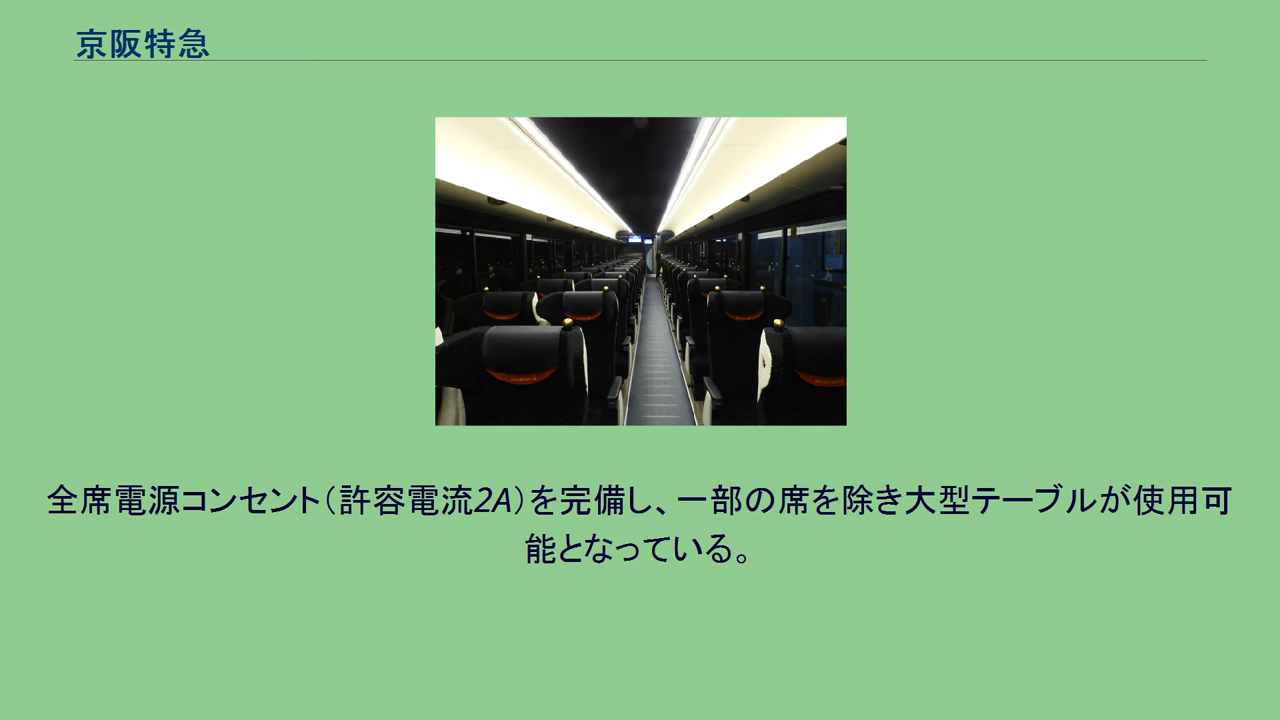 京阪特急
全席電源コンセント（許容電流2A）を完備し、一部の席を除き大型テーブルが使用可
能となっている。